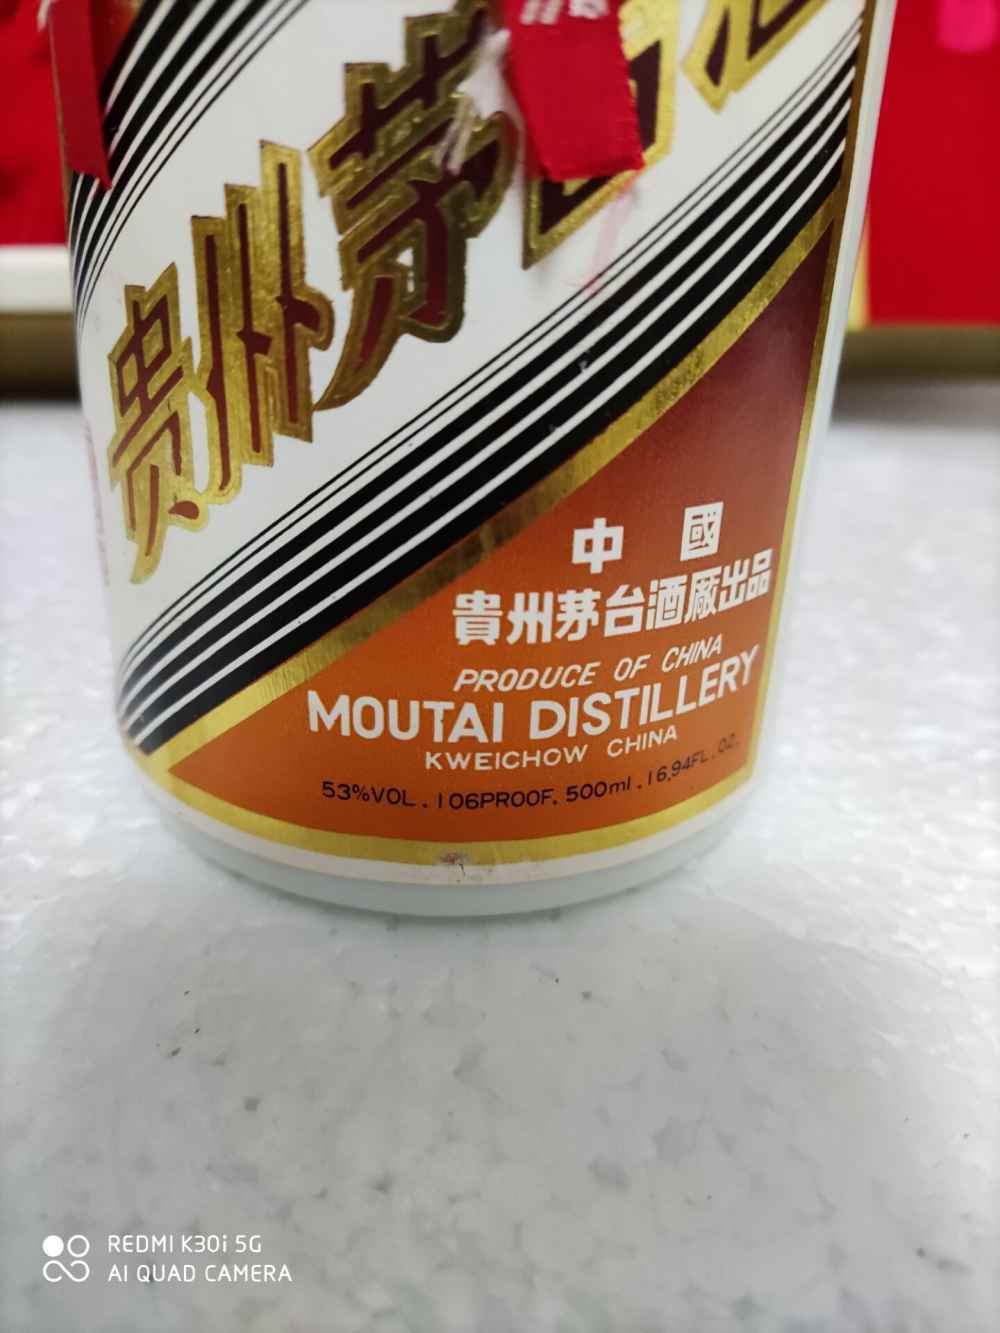 贵州茅台酒
中國
貴州茅台酒廠出品
PRODUCE OF CHINA
MOUTAI DISTILLERY
KWEICHOW CHINA
53%VOL. 106PROOF. 500ml. 16.94FL.OZ.
REDMI K30i 5G
AI QUAD CAMERA